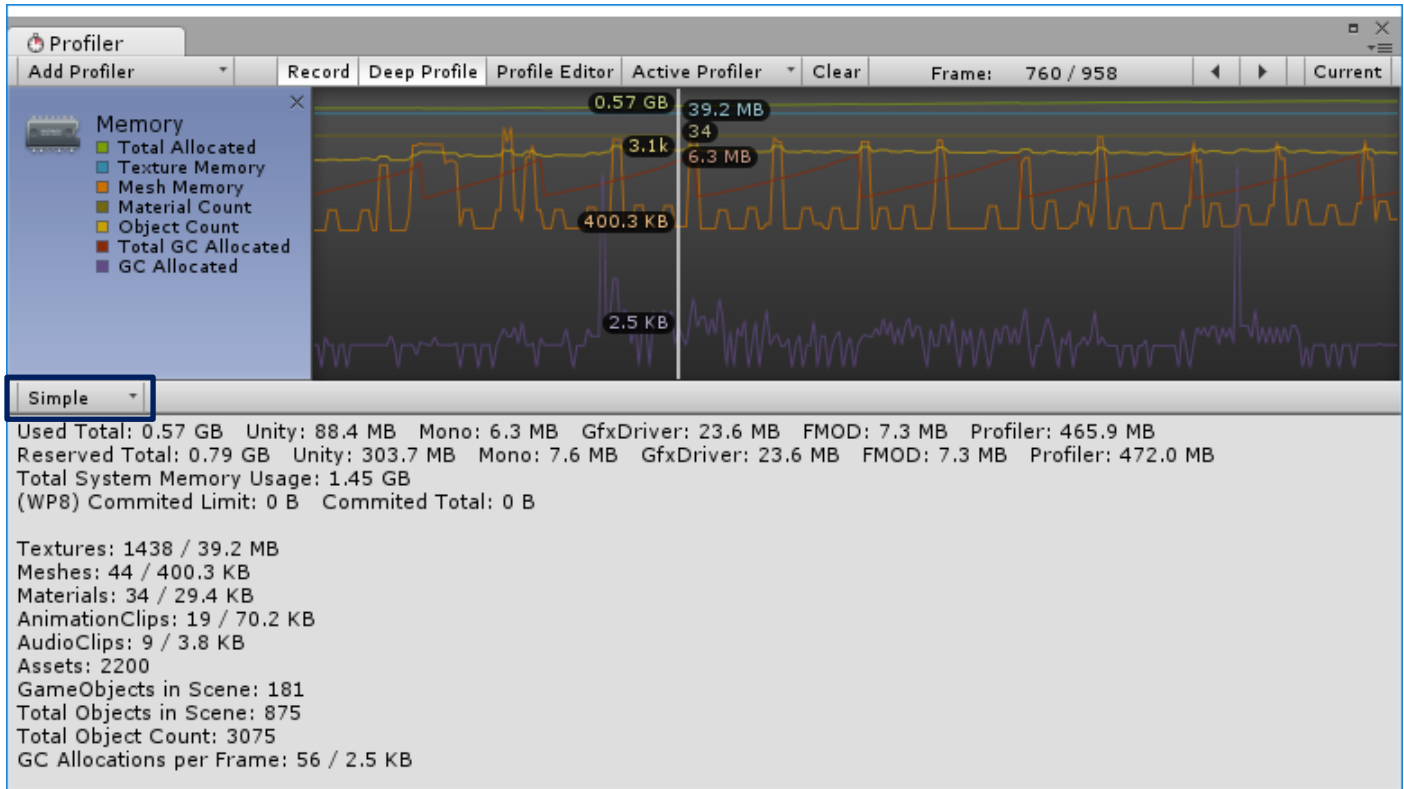 Profiler
Add Profiler Record Deep Profile Profile Editor Active Profiler Clear Frame: 760 / 958 Current
Memory
Total Allocated
Texture Memory
Mesh Memory
Material Count
Object Count
Total GC Allocated
GC Allocated
0.57 GB
39.2 MB
34
3.1k
6.3 MB
400.3 KB
2.5 KB
Simple
Used Total: 0.57 GB Unity: 88.4 MB Mono: 6.3 MB GfxDriver: 23.6 MB FMOD: 7.3 MB Profiler: 465.9 MB
Reserved Total: 0.79 GB Unity: 303.7 MB Mono: 7.6 MB GfxDriver: 23.6 MB FMOD: 7.3 MB Profiler: 472.0 MB
Total System Memory Usage: 1.45 GB
(WP8) Commited Limit: 0 B Commited Total: 0 B
Textures: 1438 / 39.2 MB
Meshes: 44 / 400.3 KB
Materials: 34 / 29.4 KB
AnimationClips: 19 / 70.2 KB
AudioClips: 9 / 3.8 KB
Assets: 2200
GameObjects in Scene: 181
Total Objects in Scene: 875
Total Object Count: 3075
GC Allocations per Frame: 56 / 2.5 KB